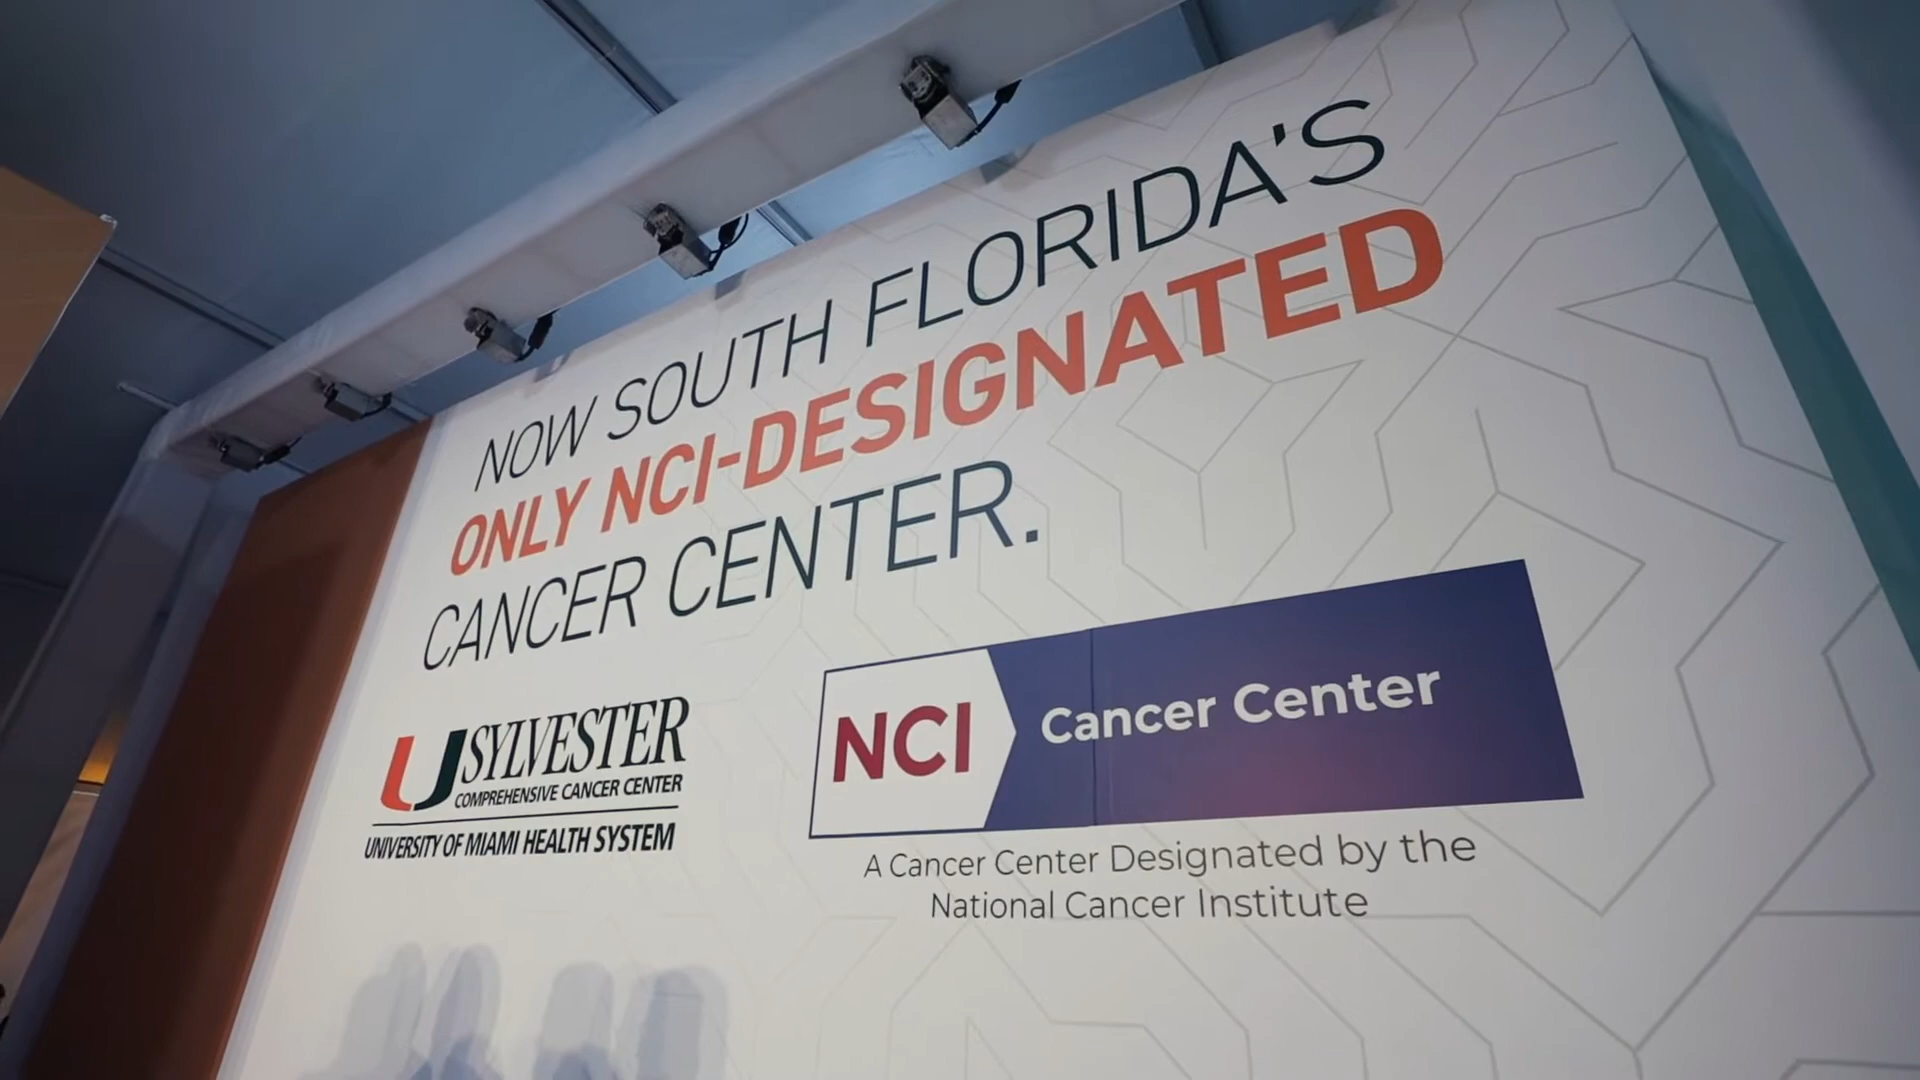 NOW SOUTH FLORIDA'S
ONLY NCI-DESIGNATED
CANCER CENTER.
U SYLVESTER
COMPREHENSIVE CANCER CENTER
UNIVERSITY OF MIAMI HEALTH SYSTEM
NCI Cancer Center
A Cancer Center Designated by the
National Cancer Institute